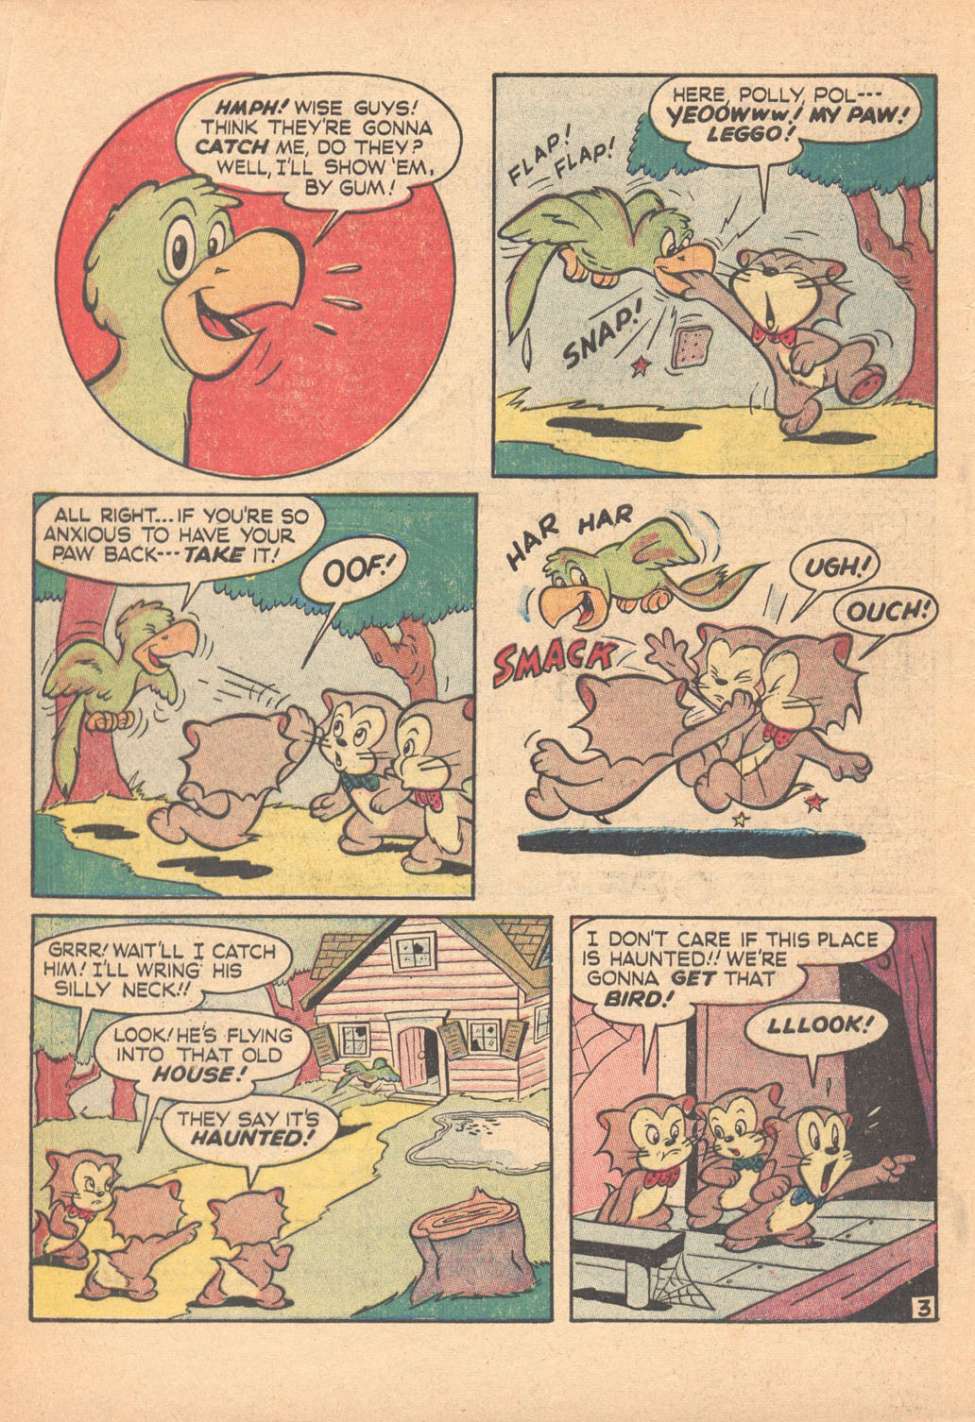 HMPH! WISE GUYS!
THINK THEY'RE GONNA
CATCH ME, DO THEY?
WELL, I'LL SHOW 'EM,
BY GUM!
FLAP!
FLAP!
HERE, POLLY, POL---
YEOOWWW! MY PAW!
LEGGO!
SNAP!
ALL RIGHT...IF YOU'RE SO
ANXIOUS TO HAVE YOUR
PAW BACK---TAKE IT!
OOF!
HAR HAR
SMACK
UGH!
OUCH!
GRRR! WAIT'LL I CATCH
HIM! I'LL WRING HIS
SILLY NECK!!
LOOK! HE'S FLYING
INTO THAT OLD
HOUSE!
THEY SAY IT'S
HAUNTED!
I DON'T CARE IF THIS PLACE
IS HAUNTED!! WE'RE
GONNA GET THAT
BIRD!
LLLOOK!
3